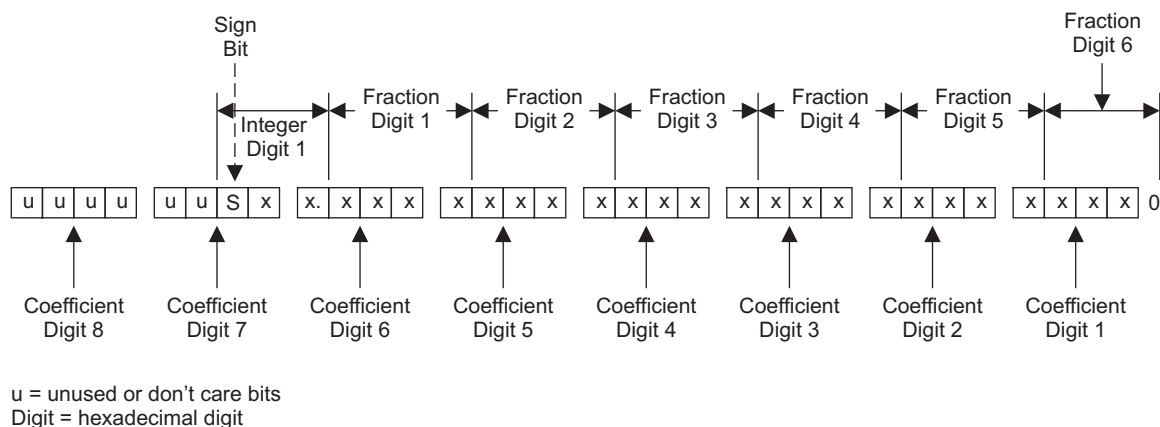 Sign
Bit
Fraction
Digit 6
Integer
Digit 1
Fraction
Digit 1
Fraction
Digit 2
Fraction
Digit 3
Fraction
Digit 4
Fraction
Digit 5
u u u u u u S x x. x x x x x x x x x x x x x x x x x x x x x x x 0
Coefficient
Digit 8
Coefficient
Digit 7
Coefficient
Digit 6
Coefficient
Digit 5
Coefficient
Digit 4
Coefficient
Digit 3
Coefficient
Digit 2
Coefficient
Digit 1
u = unused or don’t care bits
Digit = hexadecimal digit